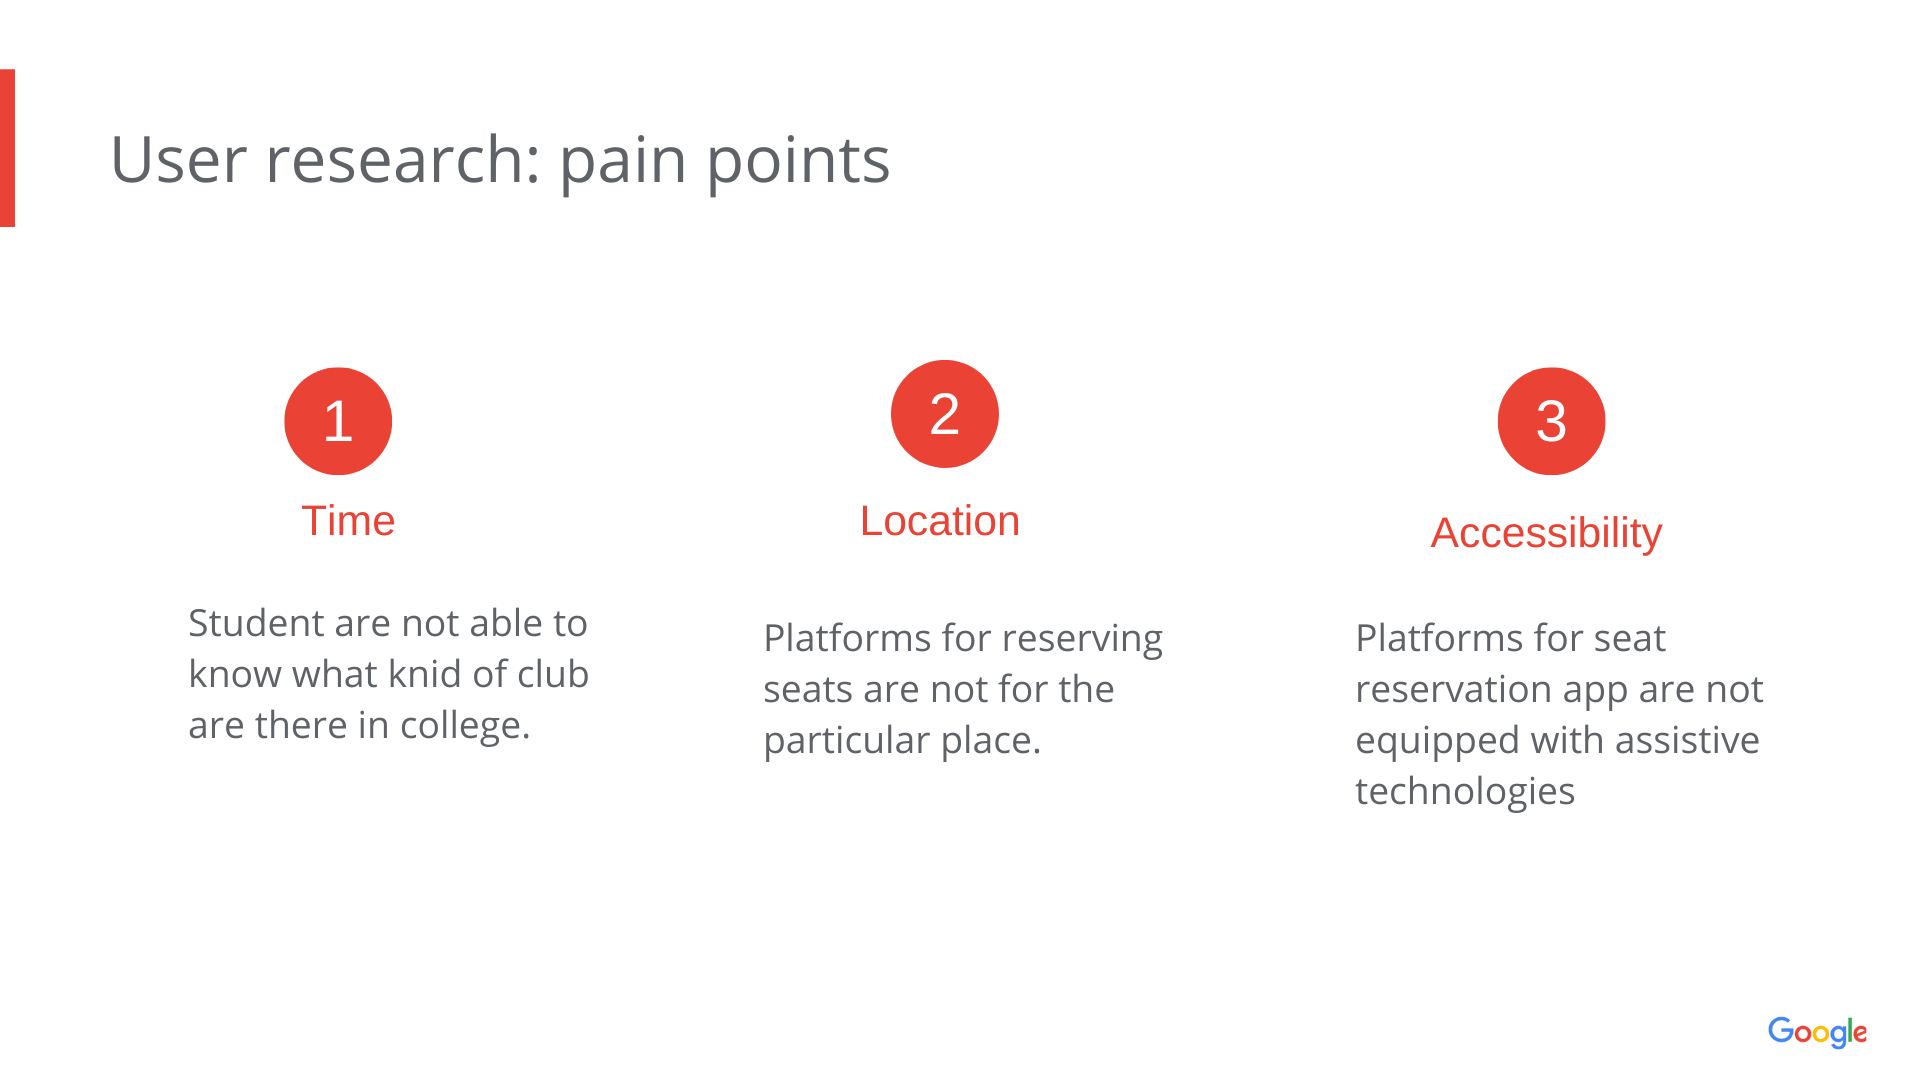 User research: pain points
1
Time
Student are not able to
know what knid of club
are there in college.
2
Location
Platforms for reserving
seats are not for the
particular place.
3
Accessibility
Platforms for seat
reservation app are not
equipped with assistive
technologies
Google